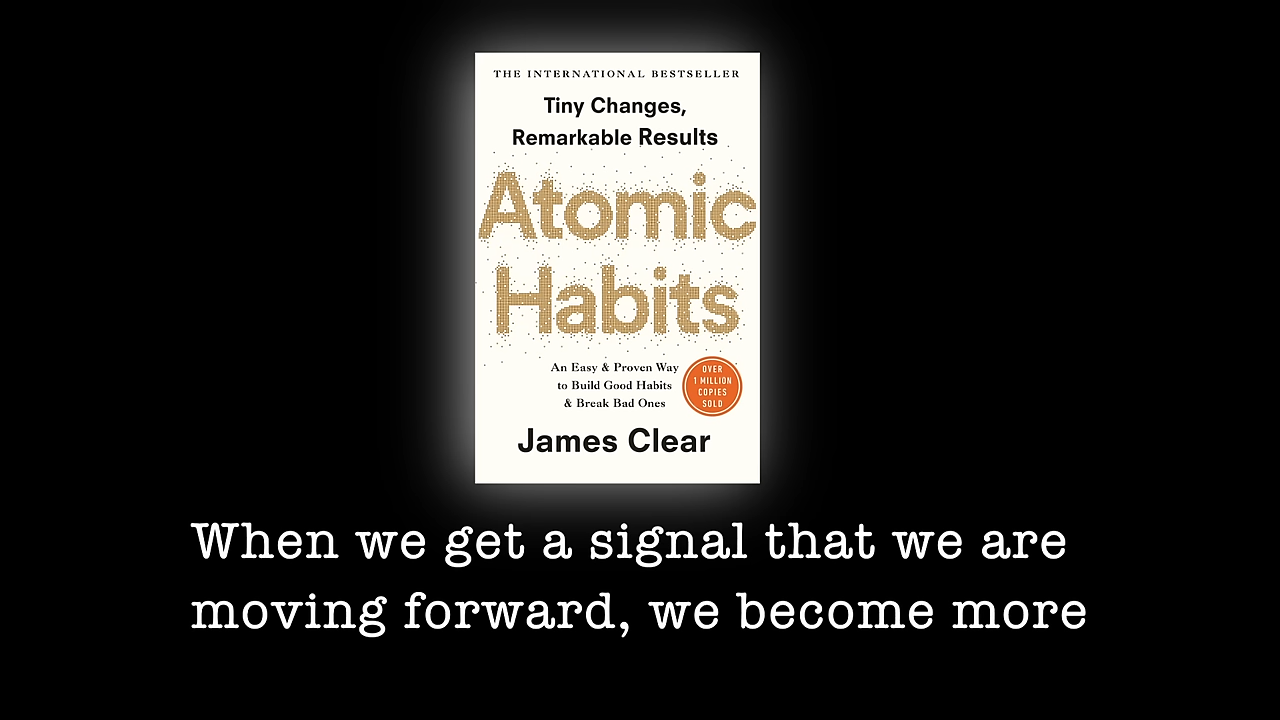 THE INTERNATIONAL BESTSELLER
Tiny Changes,
Remarkable Results
Atomic
Habits
An Easy & Proven Way
to Build Good Habits
& Break Bad Ones
OVER
1 MILLION
COPIES
SOLD
James Clear
When we get a signal that we are
moving forward, we become more